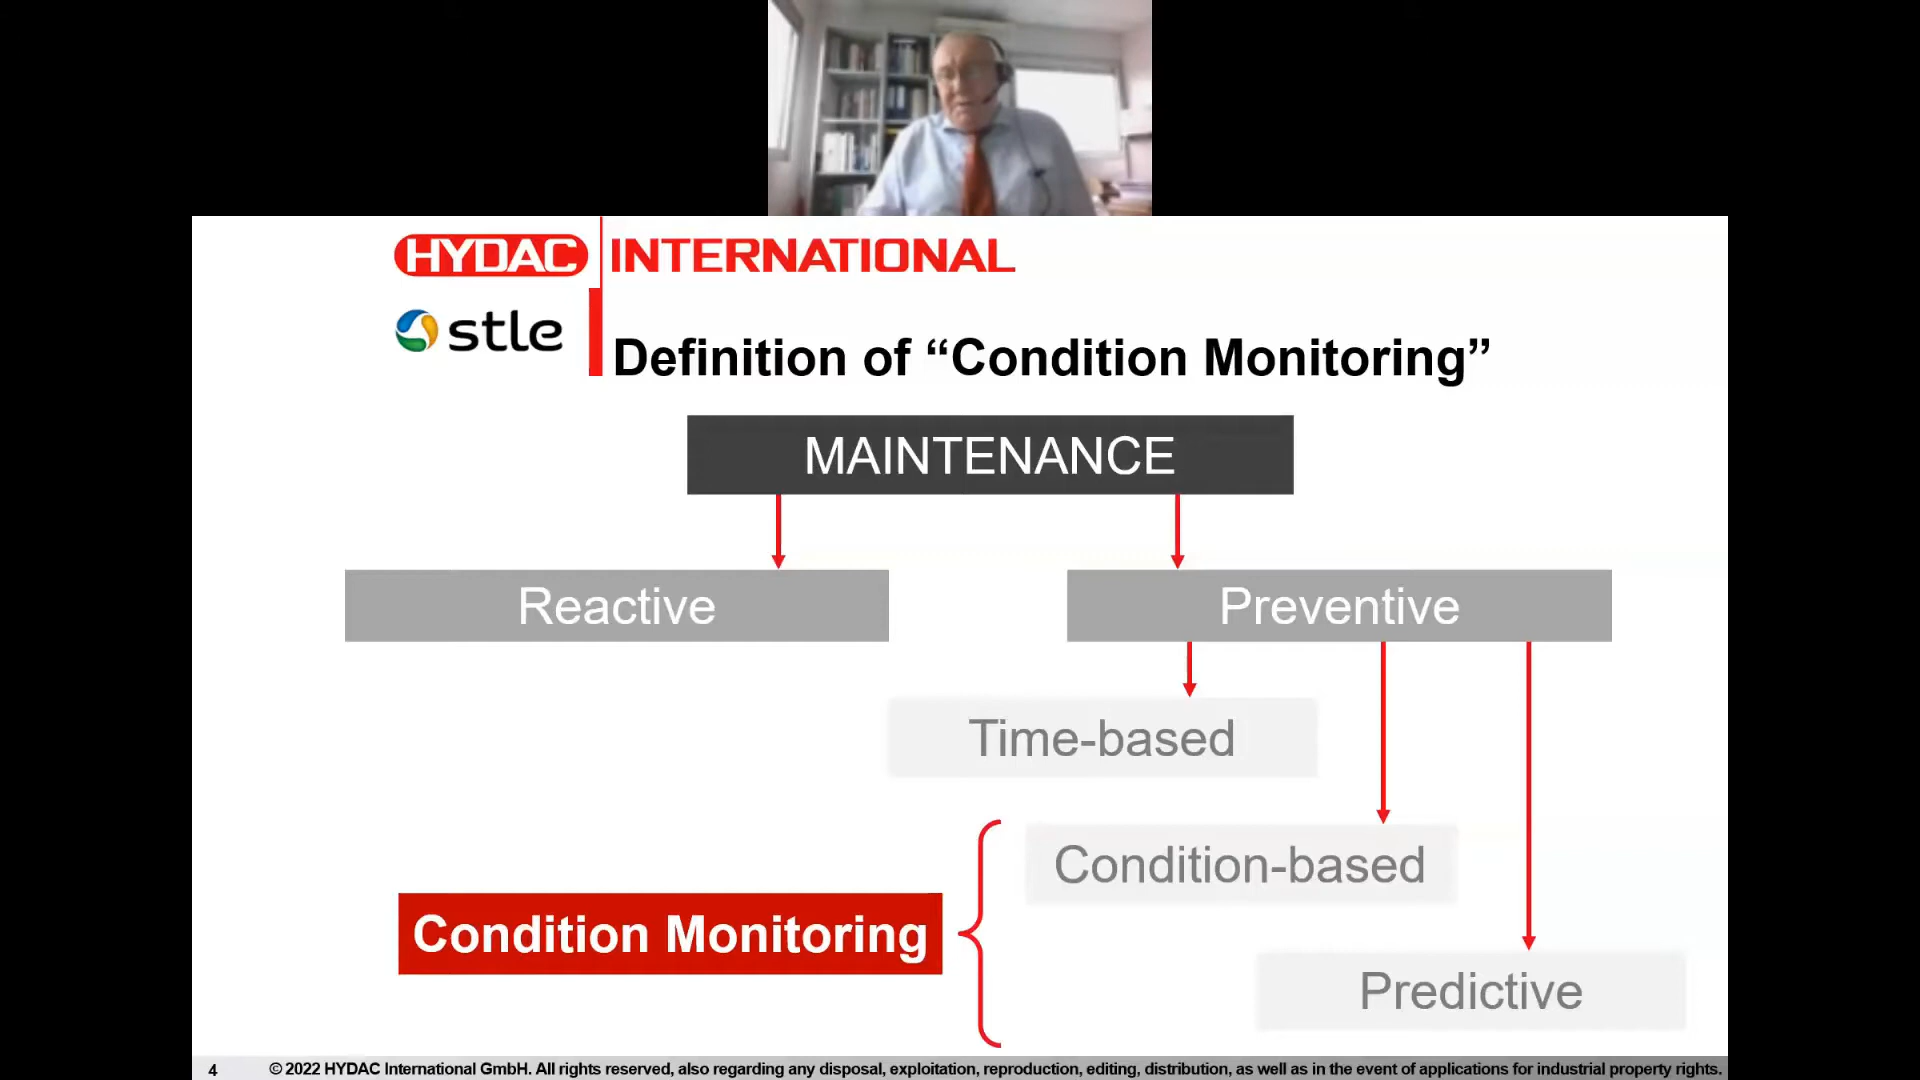 HYDAC INTERNATIONAL
stle
Definition of “Condition Monitoring”
MAINTENANCE
Reactive
Preventive
Time-based
Condition-based
Condition Monitoring
Predictive
4 © 2022 HYDAC International GmbH. All rights reserved, also regarding any disposal, exploitation, reproduction, editing, distribution, as well as in the event of applications for industrial property rights.